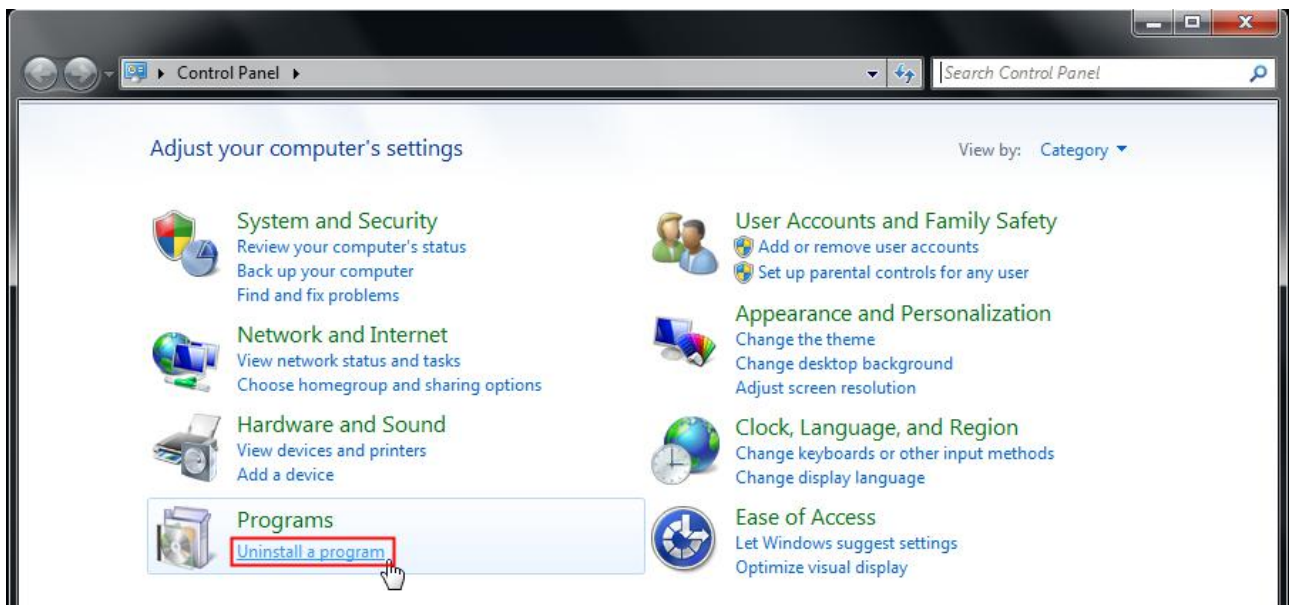 Control Panel
Search Control Panel
Adjust your computer's settings
View by: Category
System and Security
Review your computer's status
Back up your computer
Find and fix problems
Network and Internet
View network status and tasks
Choose homegroup and sharing options
Hardware and Sound
View devices and printers
Add a device
Programs
Uninstall a program
User Accounts and Family Safety
Add or remove user accounts
Set up parental controls for any user
Appearance and Personalization
Change the theme
Change desktop background
Adjust screen resolution
Clock, Language, and Region
Change keyboards or other input methods
Change display language
Ease of Access
Let Windows suggest settings
Optimize visual display